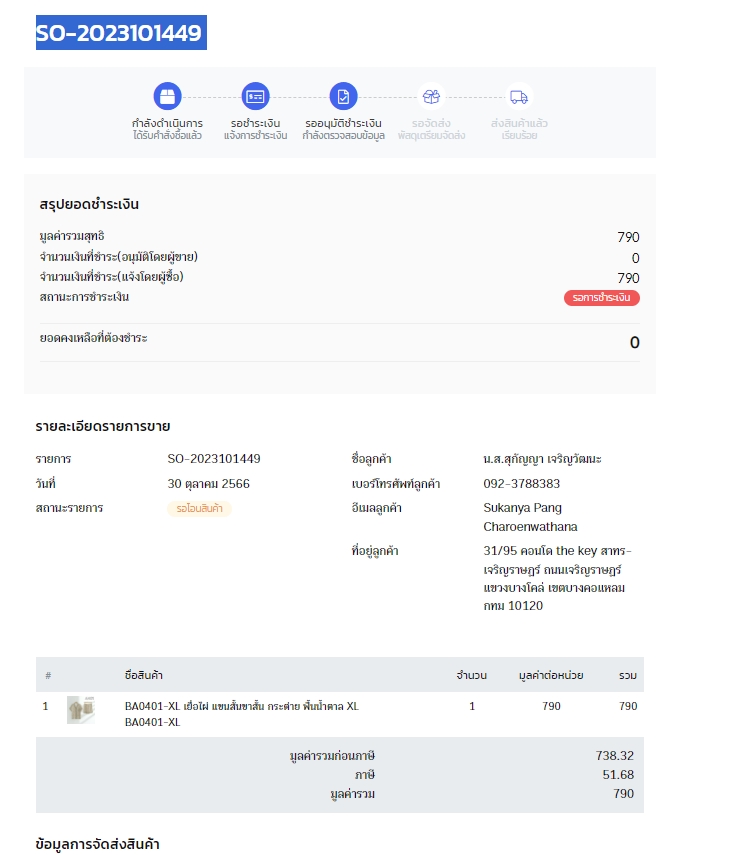 SO-2023101449
กำลังดำเนินการ
ได้รับคำสั่งซื้อแล้ว
รอชำระเงิน
แจ้งการชำระเงิน
รออนุมัติชำระเงิน
กำลังตรวจสอบข้อมูล
รอจัดส่ง
พัสดุเตรียมจัดส่ง
ส่งสินค้าแล้ว
เรียบร้อย
สรุปยอดชำระเงิน
มูลค่ารวมสุทธิ 790
จำนวนเงินที่ชำระ(อนุมัติโดยผู้ขาย) 0
จำนวนเงินที่ชำระ(แจ้งโดยผู้ซื้อ) 790
สถานะการชำระเงิน รอการชำระเงิน
ยอดคงเหลือที่ต้องชำระ 0
รายละเอียดรายการขาย
รายการ SO-2023101449
วันที่ 30 ตุลาคม 2566
สถานะรายการ รอโอนสินค้า
ชื่อลูกค้า น.ส.สุกัญญา เจริญวัฒนะ
เบอร์โทรศัพท์ลูกค้า 092-3788383
อีเมลลูกค้า Sukanya Pang
Charoenwathana
ที่อยู่ลูกค้า 31/95 คอนโด the key สาทร-
เจริญราษฎร์ ถนนเจริญราษฎร์
แขวงบางโคล่ เขตบางคอแหลม
กทม 10120
# ชื่อสินค้า จำนวน มูลค่าต่อหน่วย รวม
1 BA0401-XL เยื่อไผ่ แขนสั้นขาสั้น กระต่าย พื้นน้ำตาล XL 1 790 790
BA0401-XL
มูลค่ารวมก่อนภาษี 738.32
ภาษี 51.68
มูลค่ารวม 790
ข้อมูลการจัดส่งสินค้า